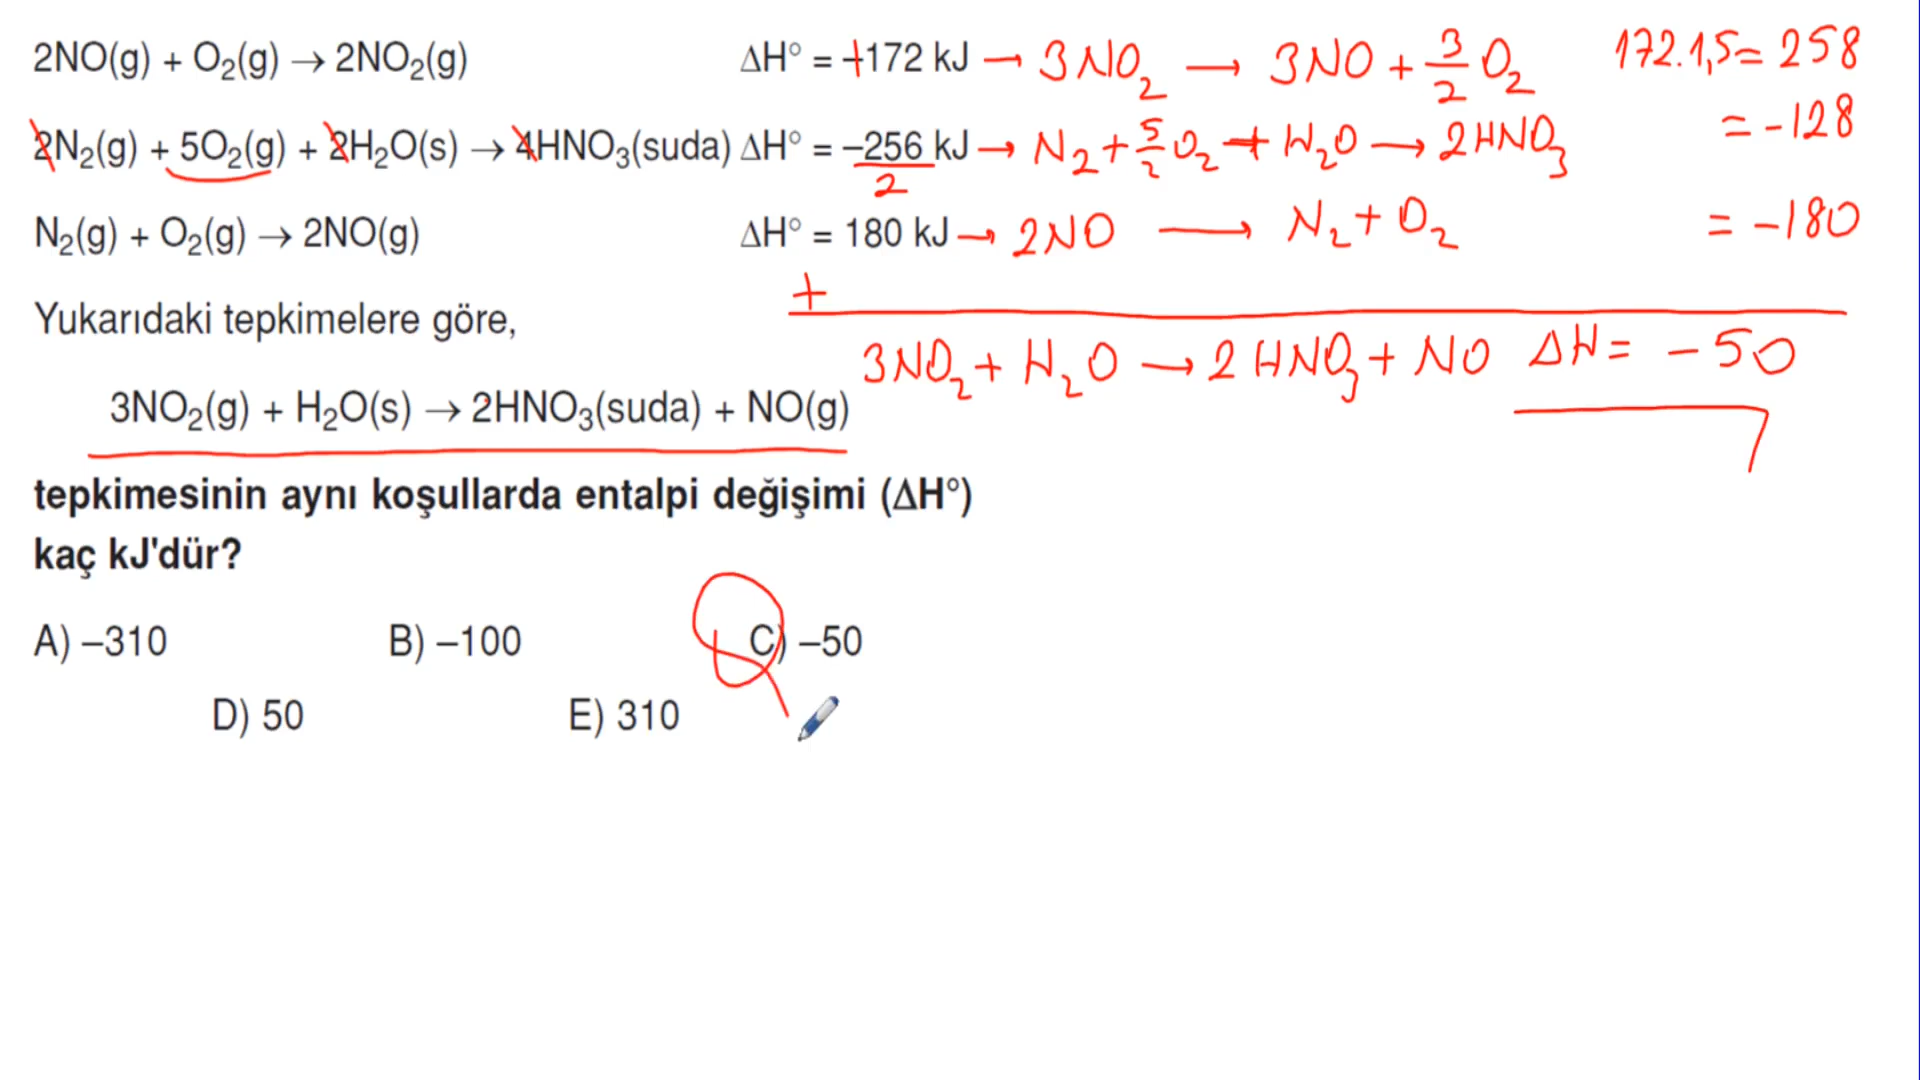 2NO(g) + O₂(g) → 2NO₂(g) ΔH° = +172 kJ → 3NO₂ → 3NO + 3/2 O₂ 172.1,5 = 258
2N₂(g) + 5O₂(g) + 2H₂O(s) → 4HNO₃(suda) ΔH° = –256 kJ / 2 → N₂ + 5/2 O₂ + H₂O → 2HNO₃ = -128
N₂(g) + O₂(g) → 2NO(g) ΔH° = 180 kJ → 2NO → N₂ + O₂ = -180
+
Yukarıdaki tepkimelere göre,
3NO₂ + H₂O → 2HNO₃ + NO ΔH = -50
3NO₂(g) + H₂O(s) → 2HNO₃(suda) + NO(g)
tepkimesinin aynı koşullarda entalpi değişimi (ΔH°)
kaç kJ'dür?
A) –310 B) –100 C) –50
D) 50 E) 310